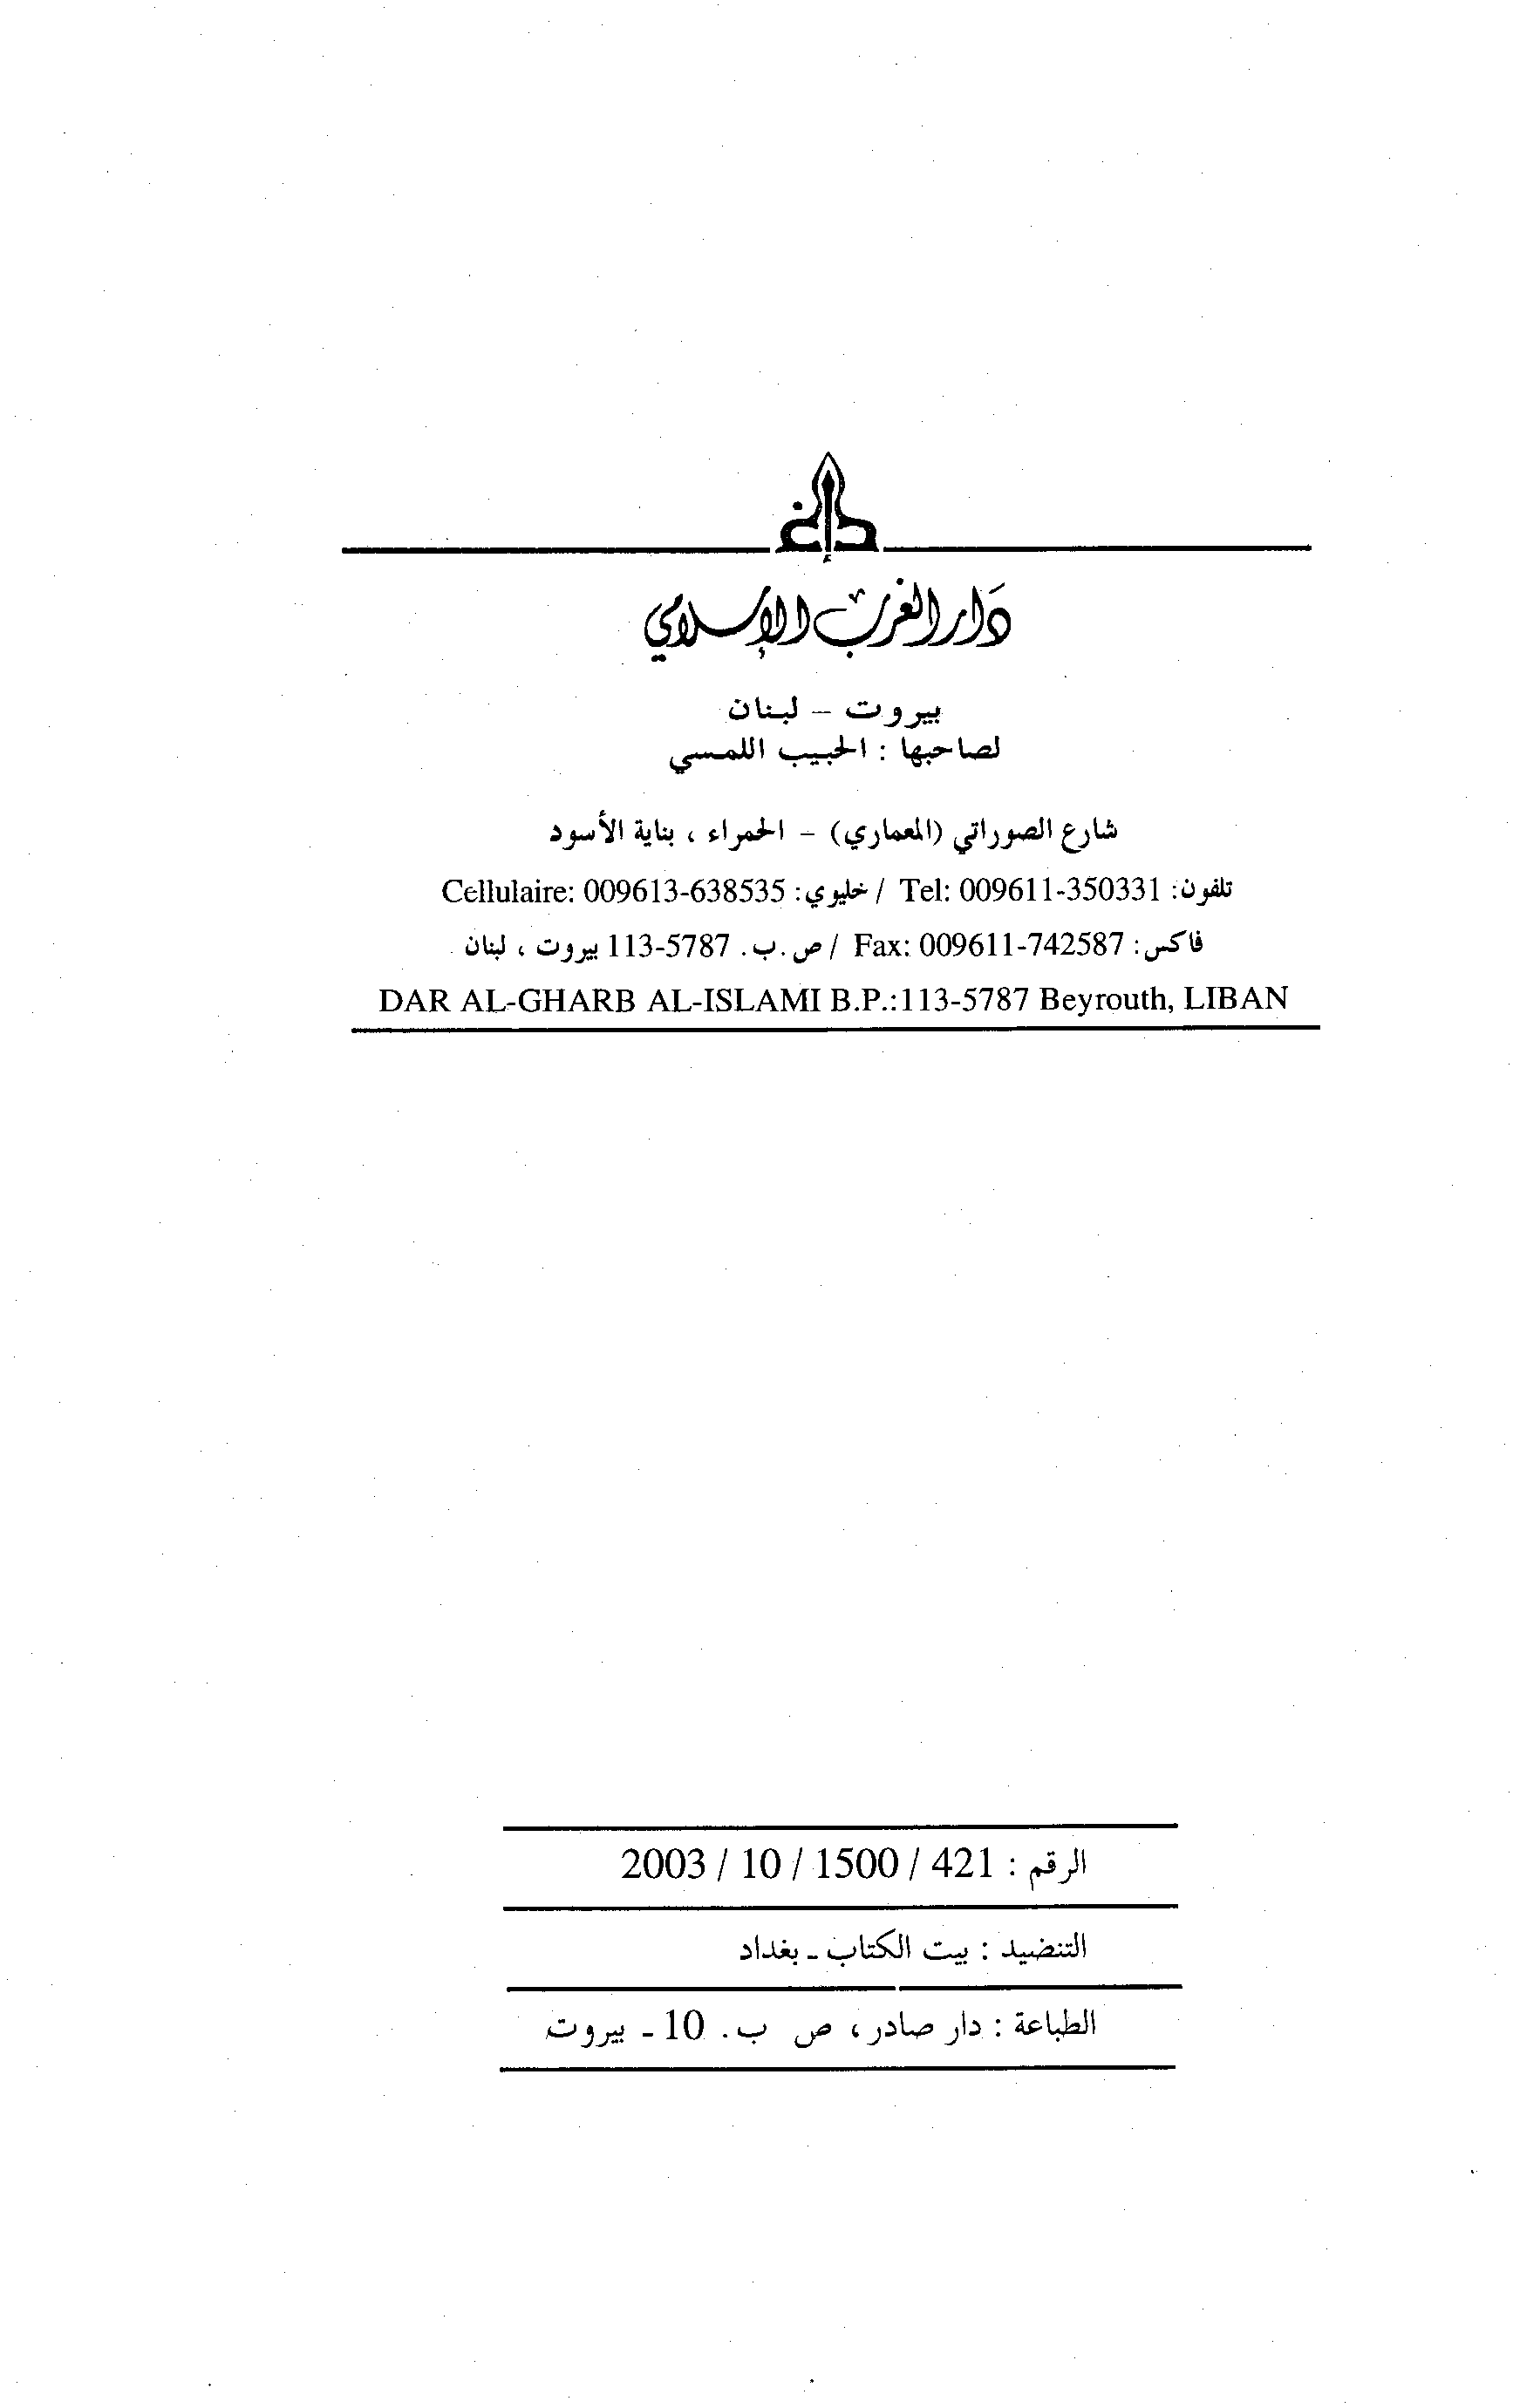 دار الغرب الإسلامي
بيروت – لبنان
لصاحبها : الحبيب اللمسي
شارع الصوراتي (المعماري) – الحمراء ، بناية الأسود
تلفون: Tel: 009611-350331 / خليوي: Cellulaire: 009613-638535
فاكس: Fax: 009611-742587 / ص.ب. 113-5787 بيروت ، لبنان
DAR AL-GHARB AL-ISLAMI B.P.:113-5787 Beyrouth, LIBAN
الرقم : 421 / 1500 / 10 / 2003
التنضيد : بيت الكتاب ـ بغداد
الطباعة : دار صادر، ص ب. 10 ـ بيروت